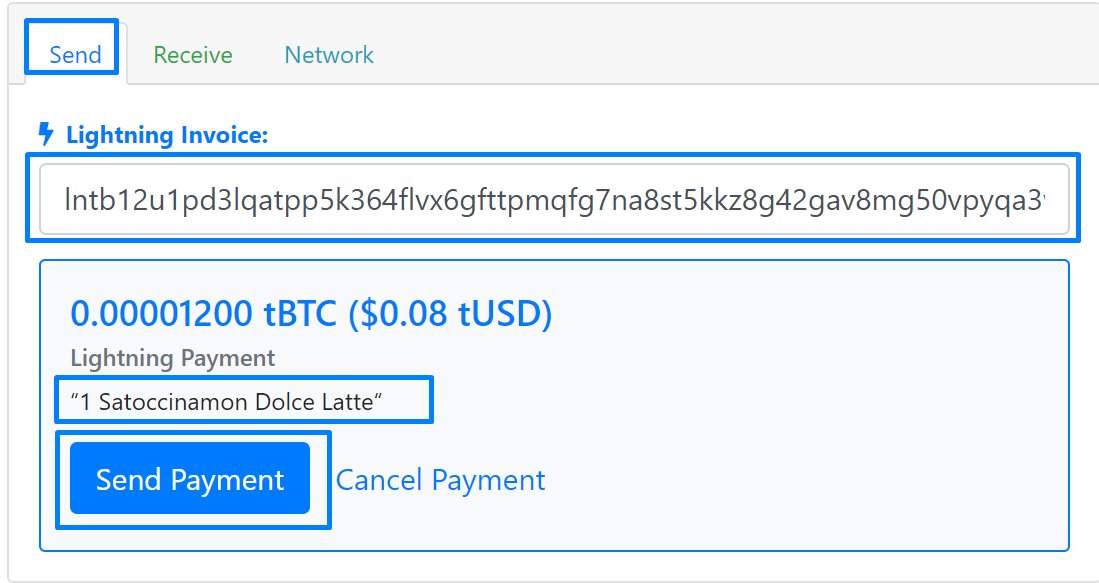 Send Receive Network
Lightning Invoice:
lntb12u1pd3lqatpp5k364flvx6gfttpmqfg7na8st5kkz8g42gav8mg50vpyqa3
0.00001200 tBTC ($0.08 tUSD)
Lightning Payment
“1 Satoccinamon Dolce Latte“
Send Payment Cancel Payment